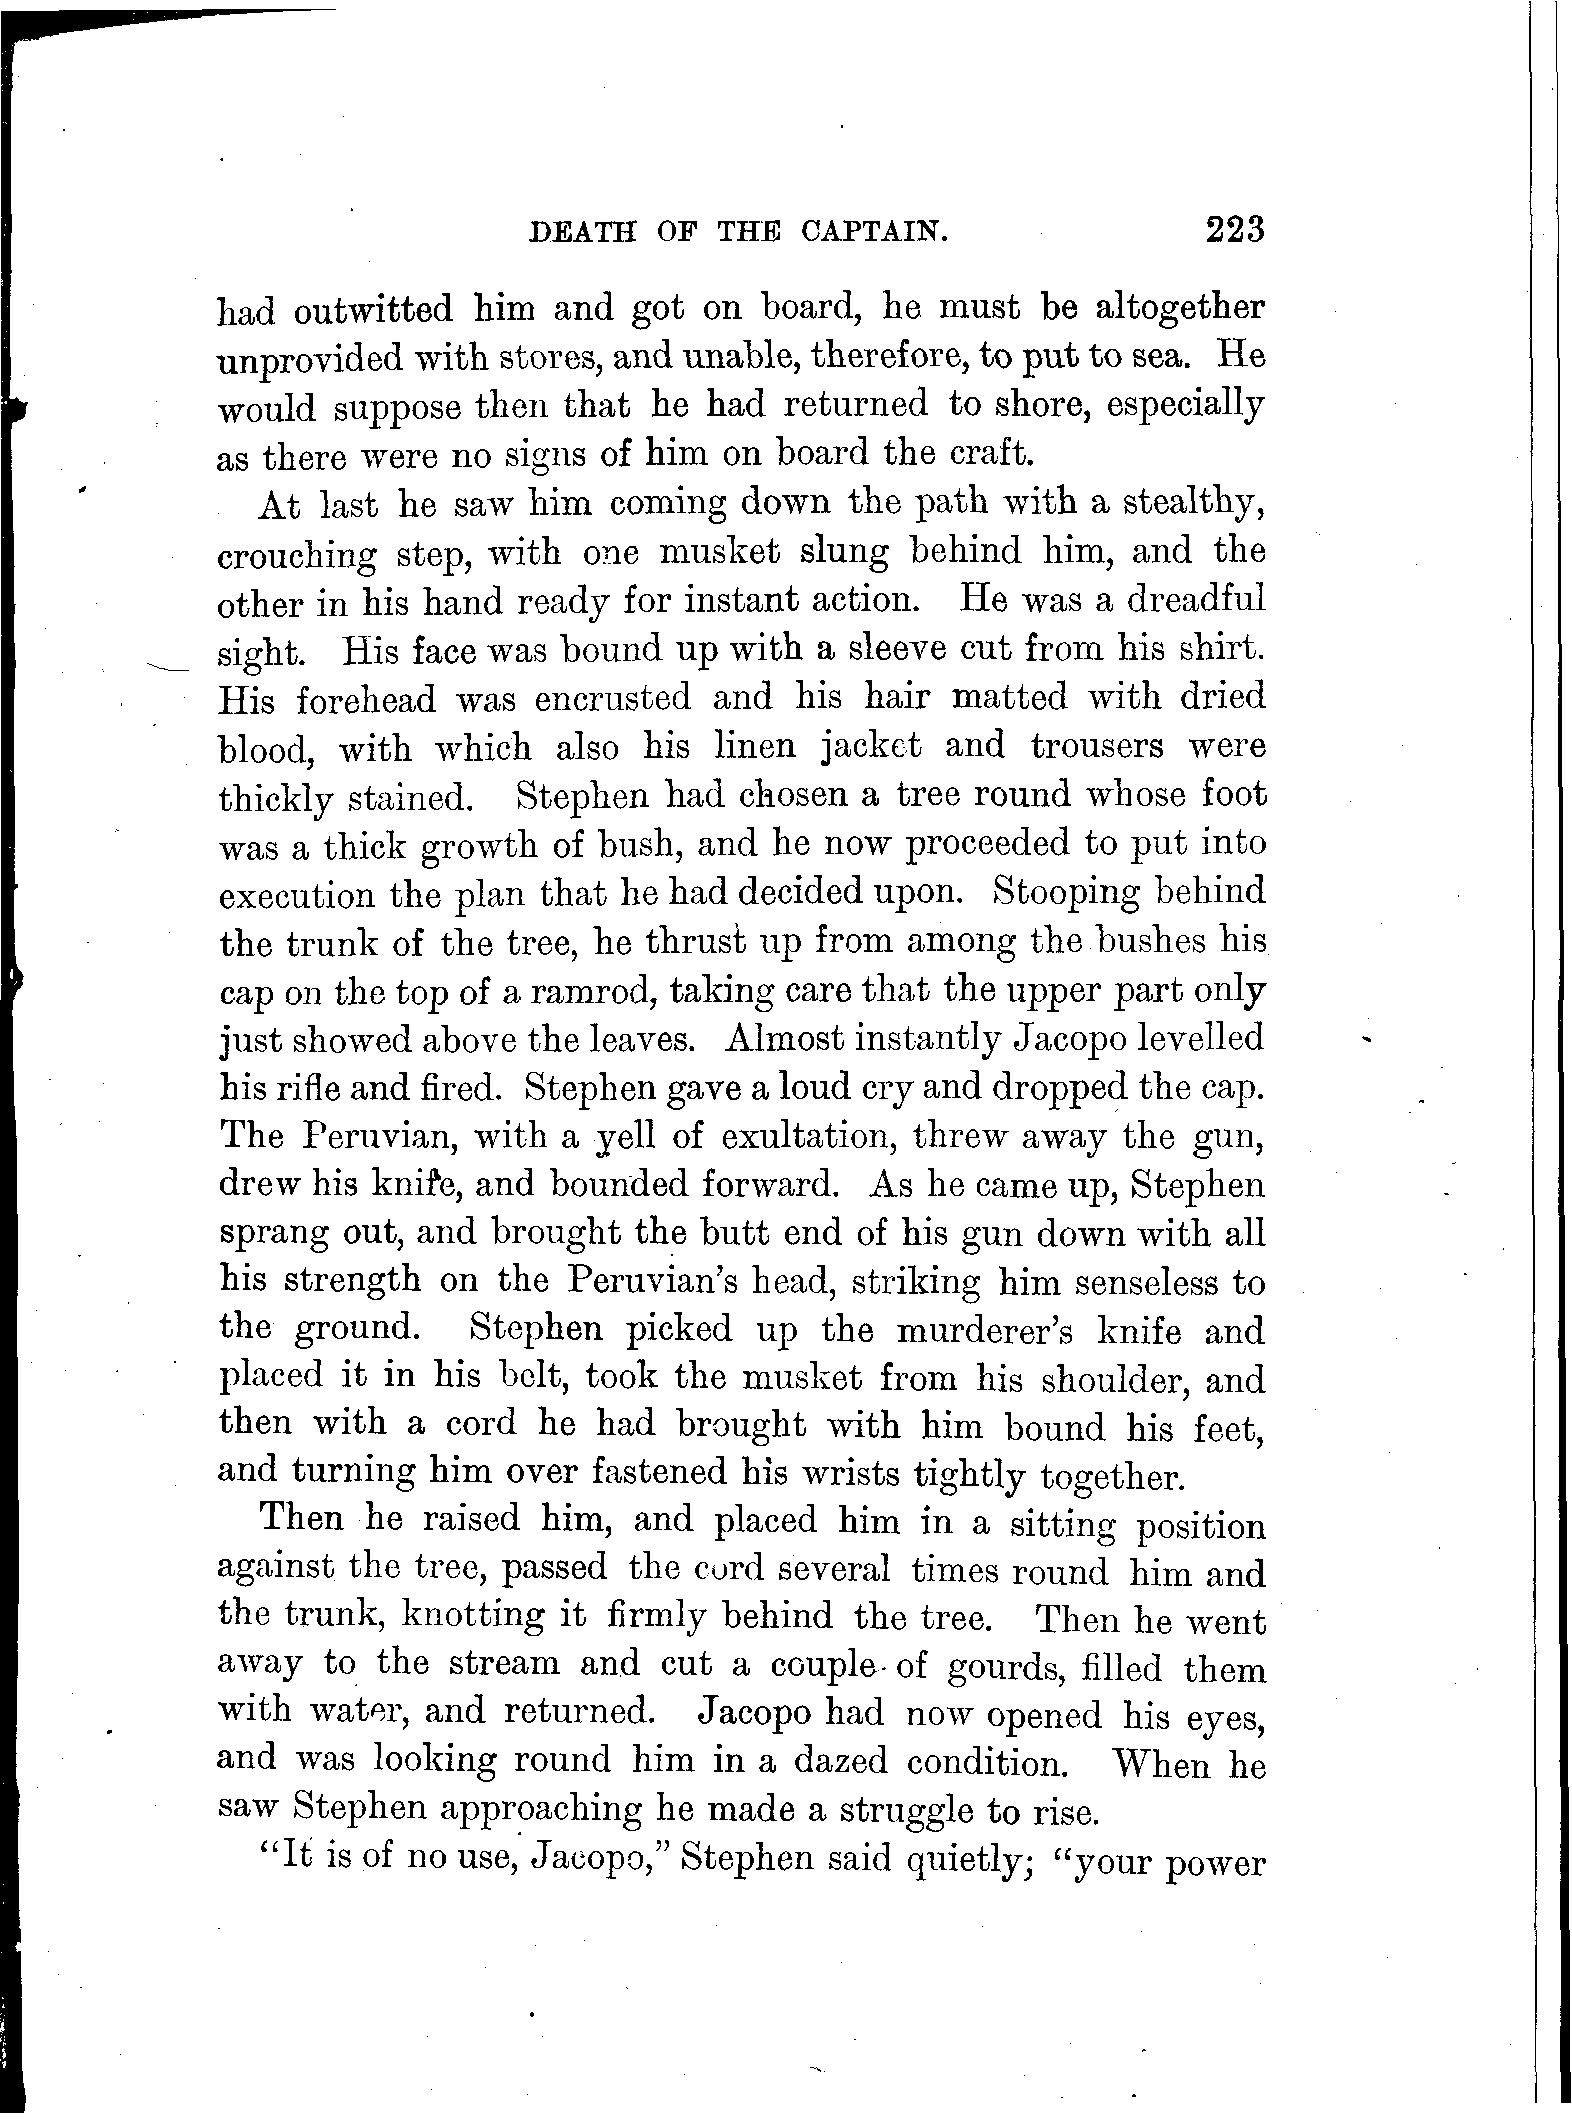 DEATH OF THE CAPTAIN. 223
had outwitted him and got on board, he must be altogether
unprovided with stores, and unable, therefore, to put to sea. He
would suppose then that he had returned to shore, especially
as there were no signs of him on board the craft.
At last he saw him coming down the path with a stealthy,
crouching step, with one musket slung behind him, and the
other in his hand ready for instant action. He was a dreadful
sight. His face was bound up with a sleeve cut from his shirt.
His forehead was encrusted and his hair matted with dried
blood, with which also his linen jacket and trousers were
thickly stained. Stephen had chosen a tree round whose foot
was a thick growth of bush, and he now proceeded to put into
execution the plan that he had decided upon. Stooping behind
the trunk of the tree, he thrust up from among the bushes his
cap on the top of a ramrod, taking care that the upper part only
just showed above the leaves. Almost instantly Jacopo levelled
his rifle and fired. Stephen gave a loud cry and dropped the cap.
The Peruvian, with a yell of exultation, threw away the gun,
drew his knife, and bounded forward. As he came up, Stephen
sprang out, and brought the butt end of his gun down with all
his strength on the Peruvian's head, striking him senseless to
the ground. Stephen picked up the murderer's knife and
placed it in his belt, took the musket from his shoulder, and
then with a cord he had brought with him bound his feet,
and turning him over fastened his wrists tightly together.
Then he raised him, and placed him in a sitting position
against the tree, passed the cord several times round him and
the trunk, knotting it firmly behind the tree. Then he went
away to the stream and cut a couple of gourds, filled them
with water, and returned. Jacopo had now opened his eyes,
and was looking round him in a dazed condition. When he
saw Stephen approaching he made a struggle to rise.
"It is of no use, Jacopo," Stephen said quietly; "your power